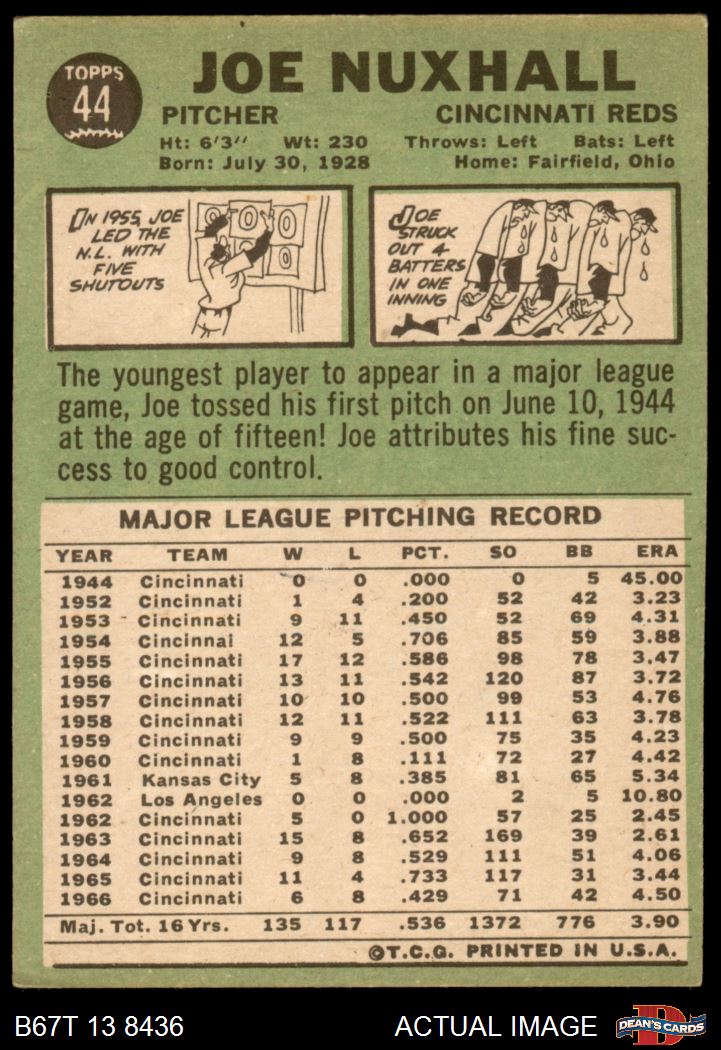 TOPPS
44
JOE NUXHALL
PITCHER CINCINNATI REDS
Ht: 6'3" Wt: 230 Throws: Left Bats: Left
Born: July 30, 1928 Home: Fairfield, Ohio
IN 1955, JOE
LED THE
N.L. WITH
FIVE
SHUTOUTS
0 0 0
0 0
JOE
STRUCK
OUT 4
BATTERS
IN ONE
INNING
The youngest player to appear in a major league
game, Joe tossed his first pitch on June 10, 1944
at the age of fifteen! Joe attributes his fine suc-
cess to good control.
MAJOR LEAGUE PITCHING RECORD
YEAR TEAM W L PCT. SO BB ERA
1944 Cincinnati 0 0 .000 0 5 45.00
1952 Cincinnati 1 4 .200 52 42 3.23
1953 Cincinnati 9 11 .450 52 69 4.31
1954 Cincinnai 12 5 .706 85 59 3.88
1955 Cincinnati 17 12 .586 98 78 3.47
1956 Cincinnati 13 11 .542 120 87 3.72
1957 Cincinnati 10 10 .500 99 53 4.76
1958 Cincinnati 12 11 .522 111 63 3.78
1959 Cincinnati 9 9 .500 75 35 4.23
1960 Cincinnati 1 8 .111 72 27 4.42
1961 Kansas City 5 8 .385 81 65 5.34
1962 Los Angeles 0 0 .000 2 5 10.80
1962 Cincinnati 5 0 1.000 57 25 2.45
1963 Cincinnati 15 8 .652 169 39 2.61
1964 Cincinnati 9 8 .529 111 51 4.06
1965 Cincinnati 11 4 .733 117 31 3.44
1966 Cincinnati 6 8 .429 71 42 4.50
Maj. Tot. 16 Yrs. 135 117 .536 1372 776 3.90
©T.C.G. PRINTED IN U.S.A.
B67T 13 8436 ACTUAL IMAGE D DEAN'S CARDS